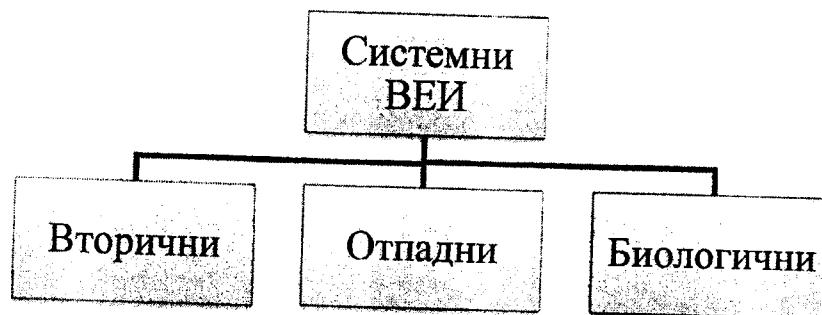 Системни
ВЕИ
Вторични
Отпадни
Биологични